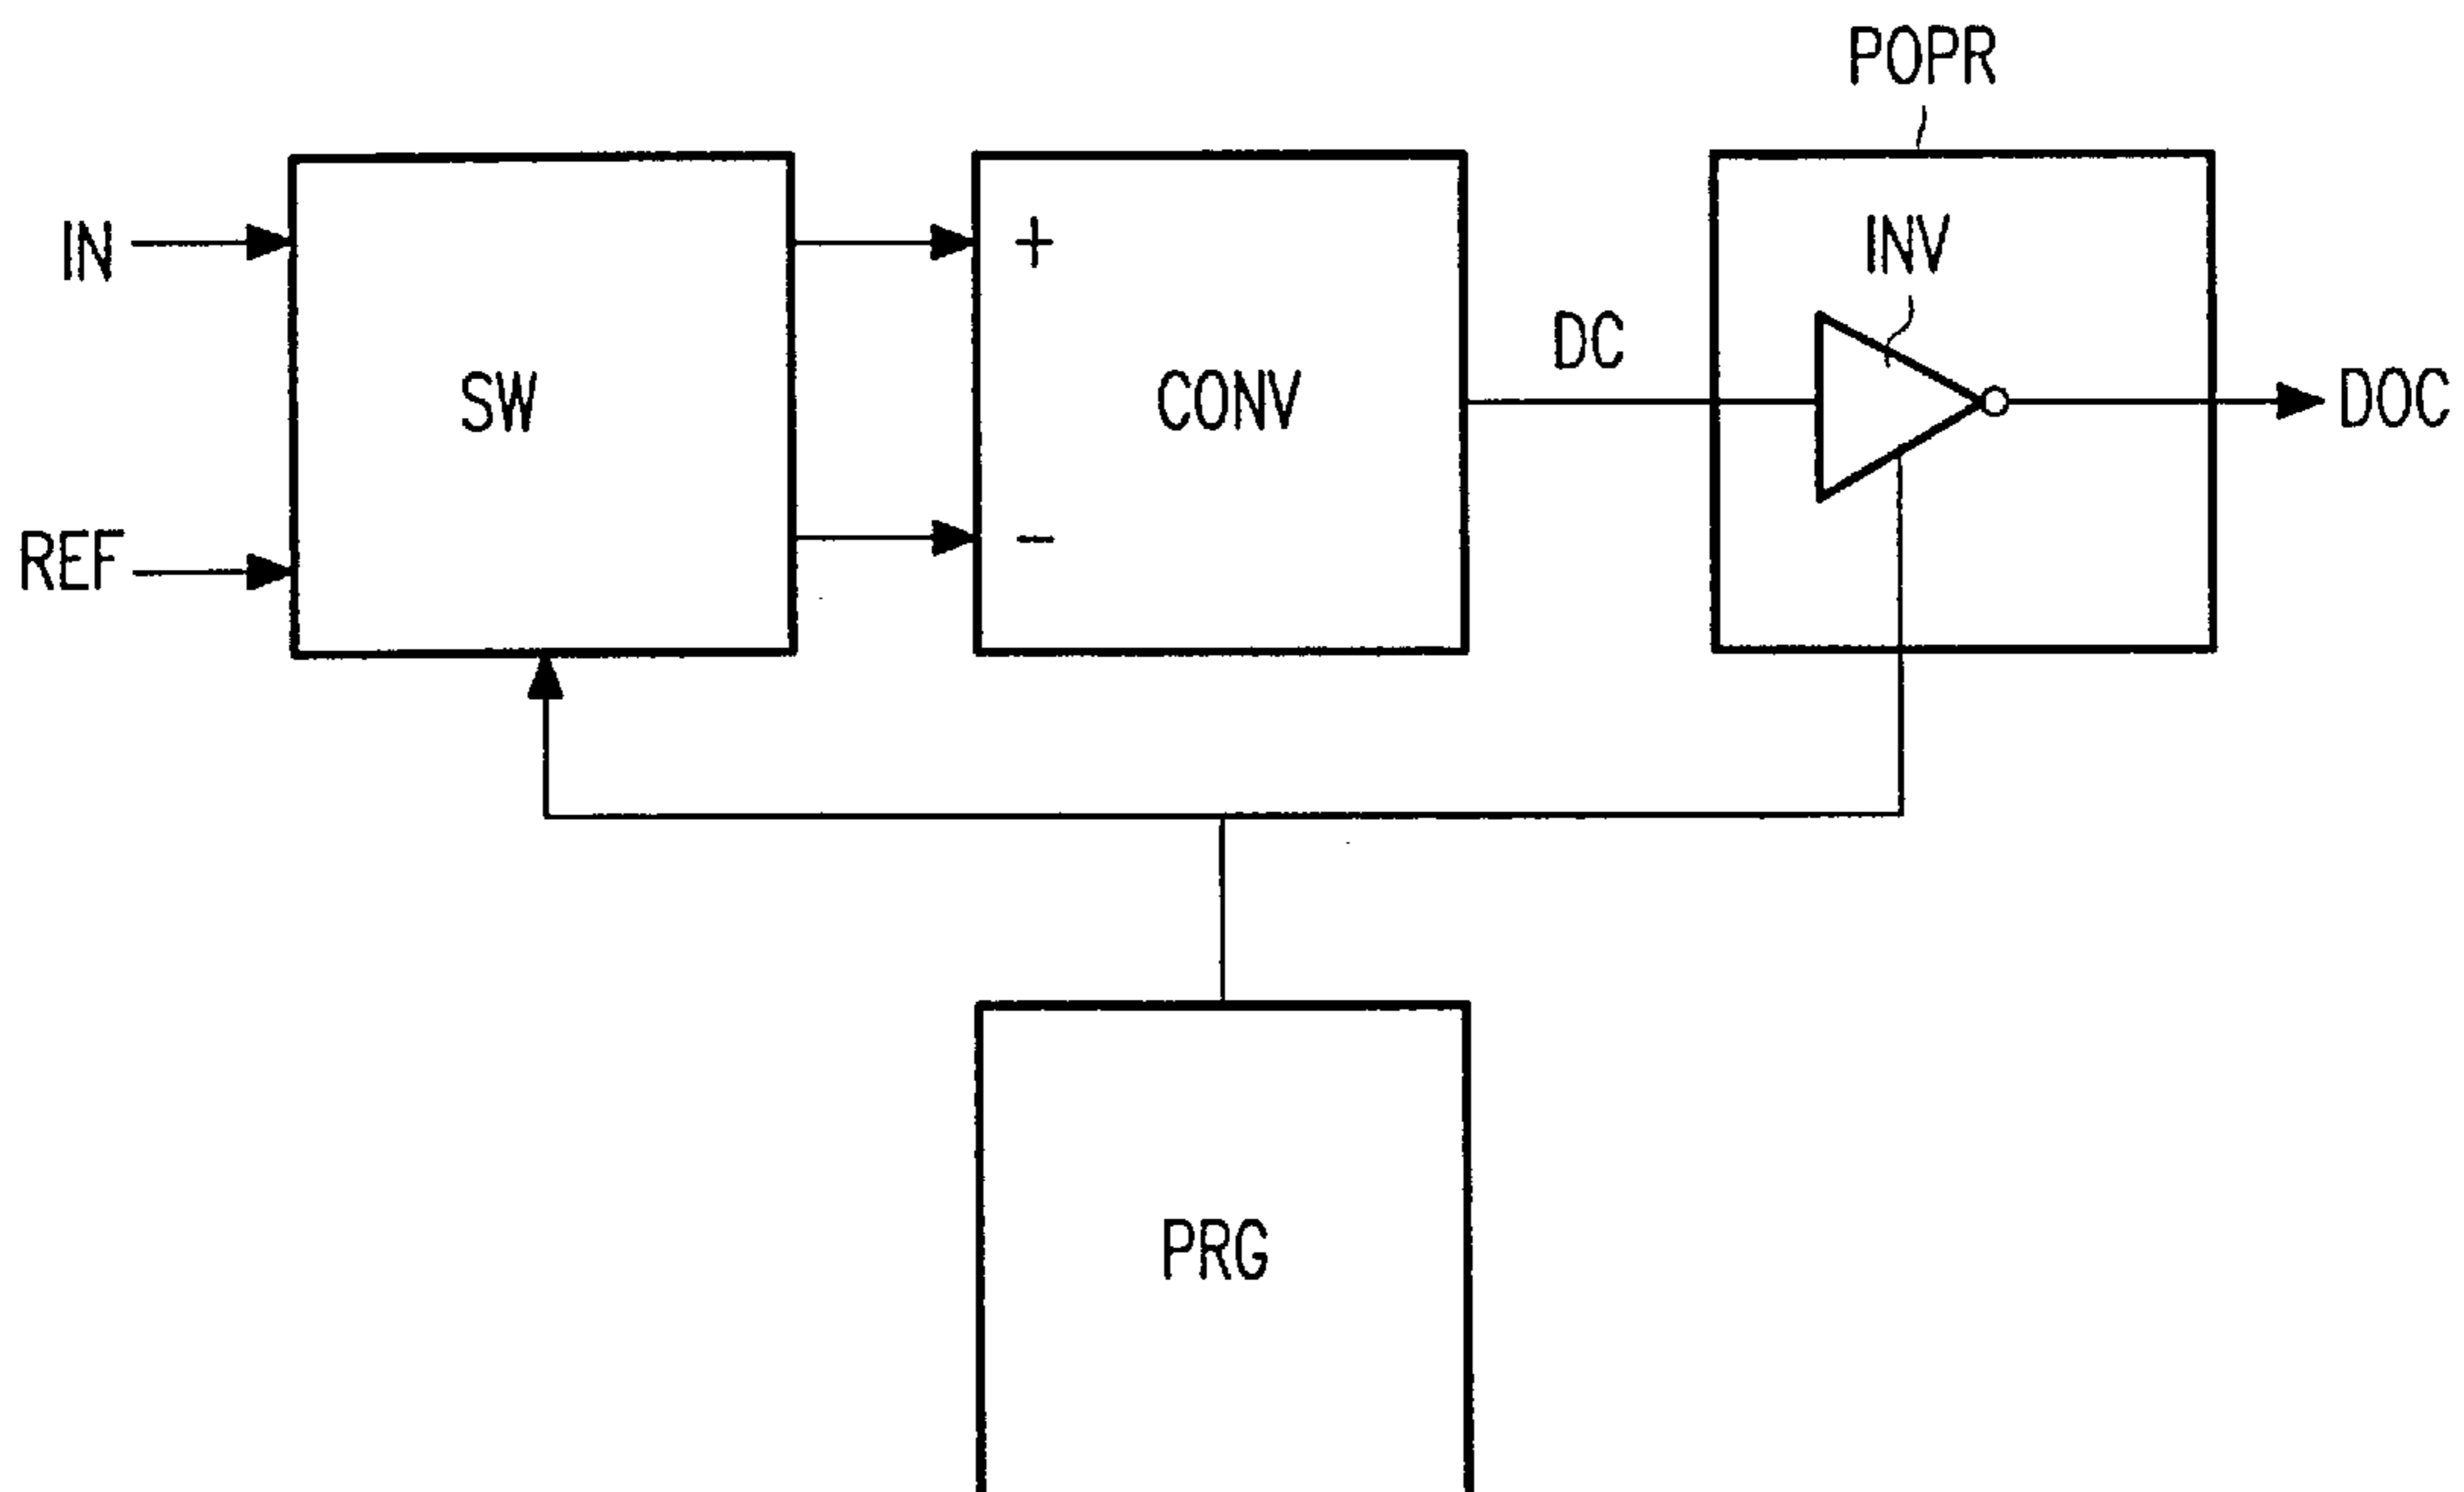 POPR
IN
+
INV
DC
SW
CONV
DOC
REF
−
PRG